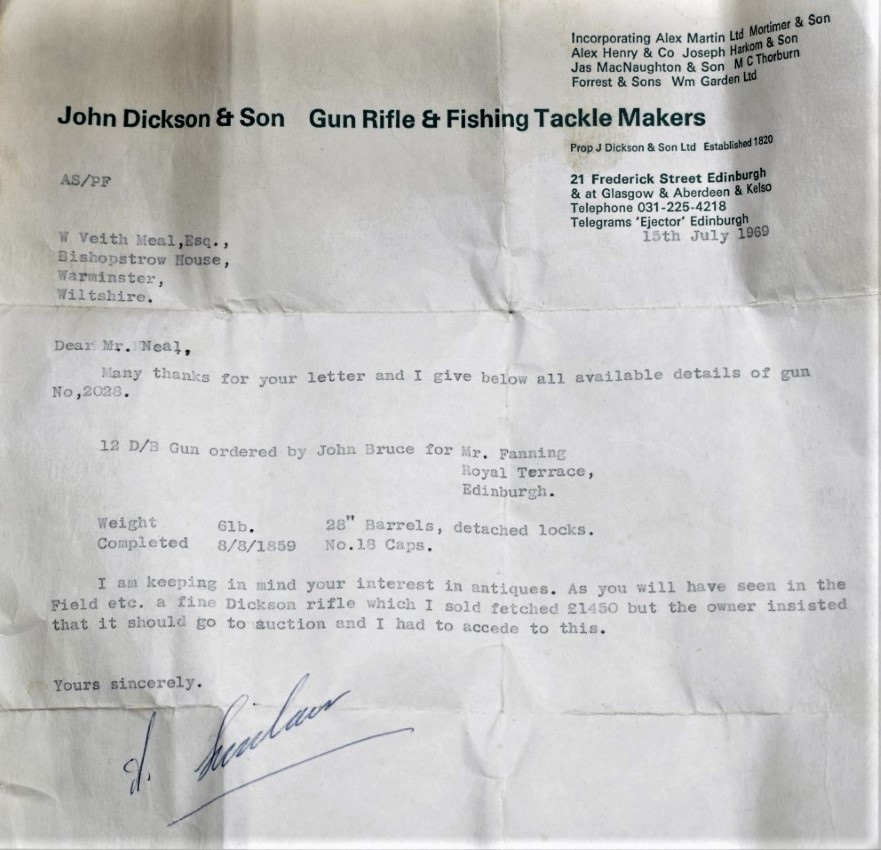 Incorporating Alex Martin Ltd Mortimer & Son
Alex Henry & Co Joseph Harkom & Son
Jas MacNaughton & Son M C Thorburn
Forrest & Sons Wm Garden Ltd
John Dickson & Son Gun Rifle & Fishing Tackle Makers
Prop J Dickson & Son Ltd Established 1820
AS/PF
21 Frederick Street Edinburgh
& at Glasgow & Aberdeen & Kelso
Telephone 031-225-4218
Telegrams 'Ejector' Edinburgh
15th July 1969
W Veith Meal,Esq.,
Bishopstrow House,
Warminster,
Wiltshire.
Dear Mr. Neal,
Many thanks for your letter and I give below all available details of gun
No,2028.
12 D/B Gun ordered by John Bruce for Mr. Fanning
Royal Terrace,
Edinburgh.
Weight 6lb. 28" Barrels, detached locks.
Completed 8/8/1859 No.18 Caps.
I am keeping in mind your interest in antiques. As you will have seen in the
Field etc. a fine Dickson rifle which I sold fetched £1450 but the owner insisted
that it should go to auction and I had to accede to this.
Yours sincerely.